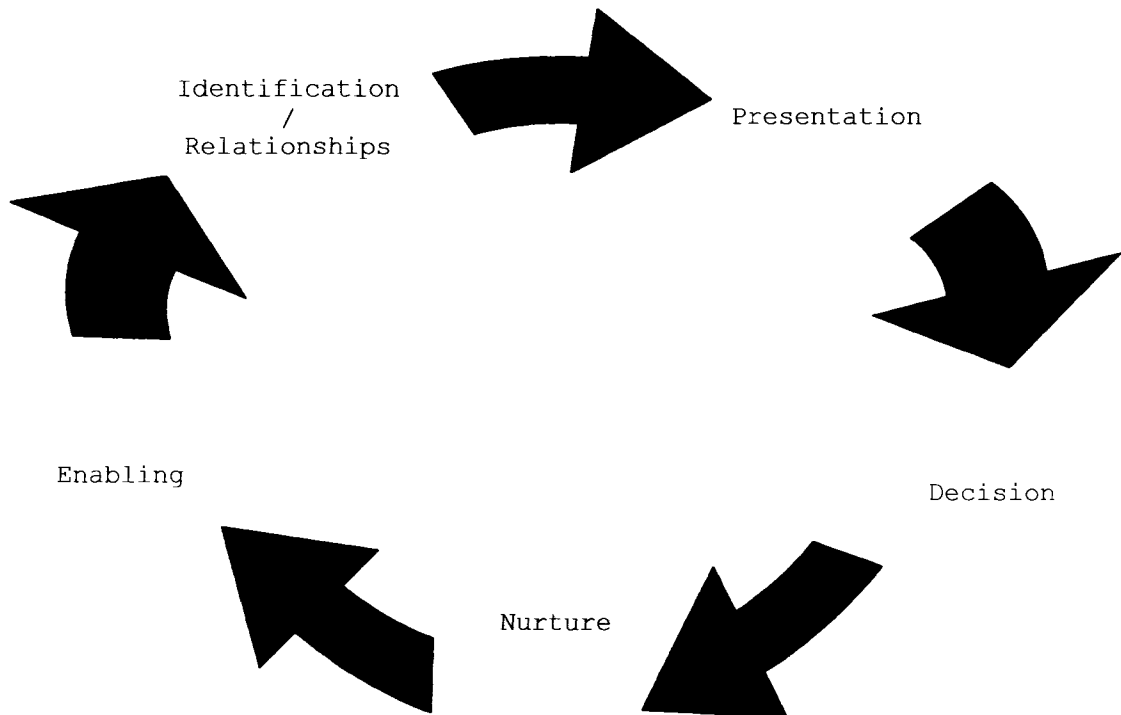 Identification
/
Relationships
Presentation
Decision
Nurture
Enabling